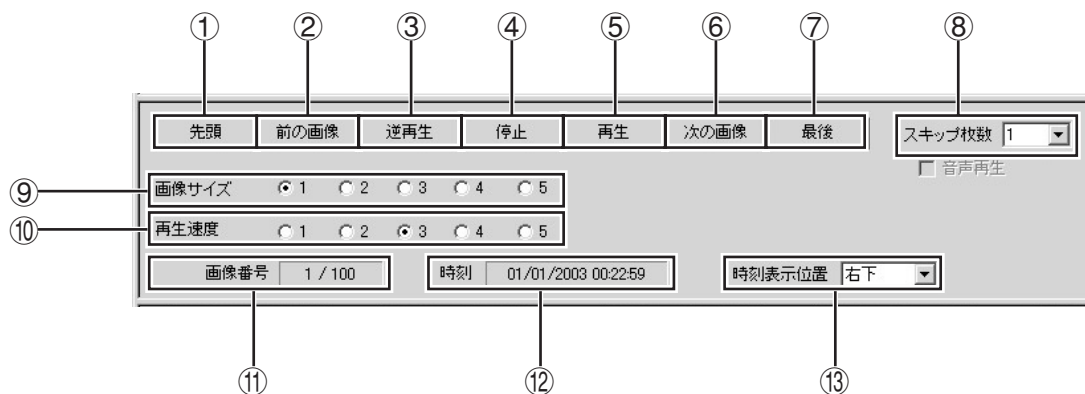 ① ② ③ ④ ⑤ ⑥ ⑦ ⑧
先頭 前の画像 逆再生 停止 再生 次の画像 最後 スキップ枚数 1
音声再生
⑨ 画像サイズ 1 2 3 4 5
⑩ 再生速度 1 2 3 4 5
画像番号 1 / 100 時刻 01/01/2003 00:22:59 時刻表示位置 右下
⑪ ⑫ ⑬